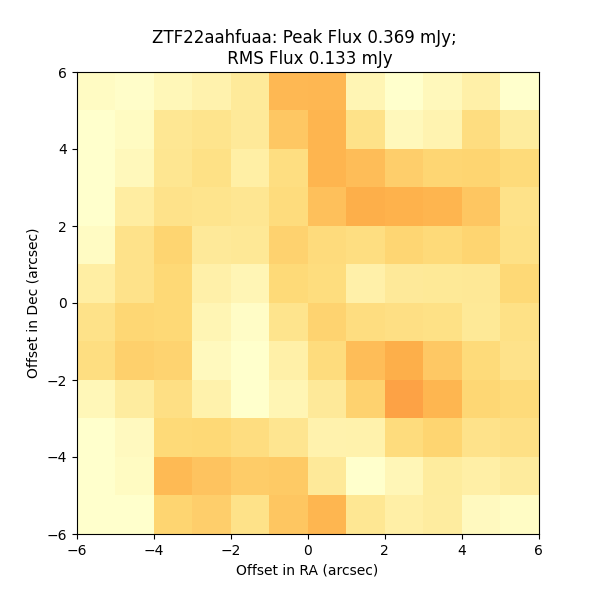 ZTF22aahfuaa: Peak Flux 0.369 mJy;
RMS Flux 0.133 mJy
6
4
2
0
−2
−4
−6
Offset in Dec (arcsec)
−6 −4 −2 0 2 4 6
Offset in RA (arcsec)